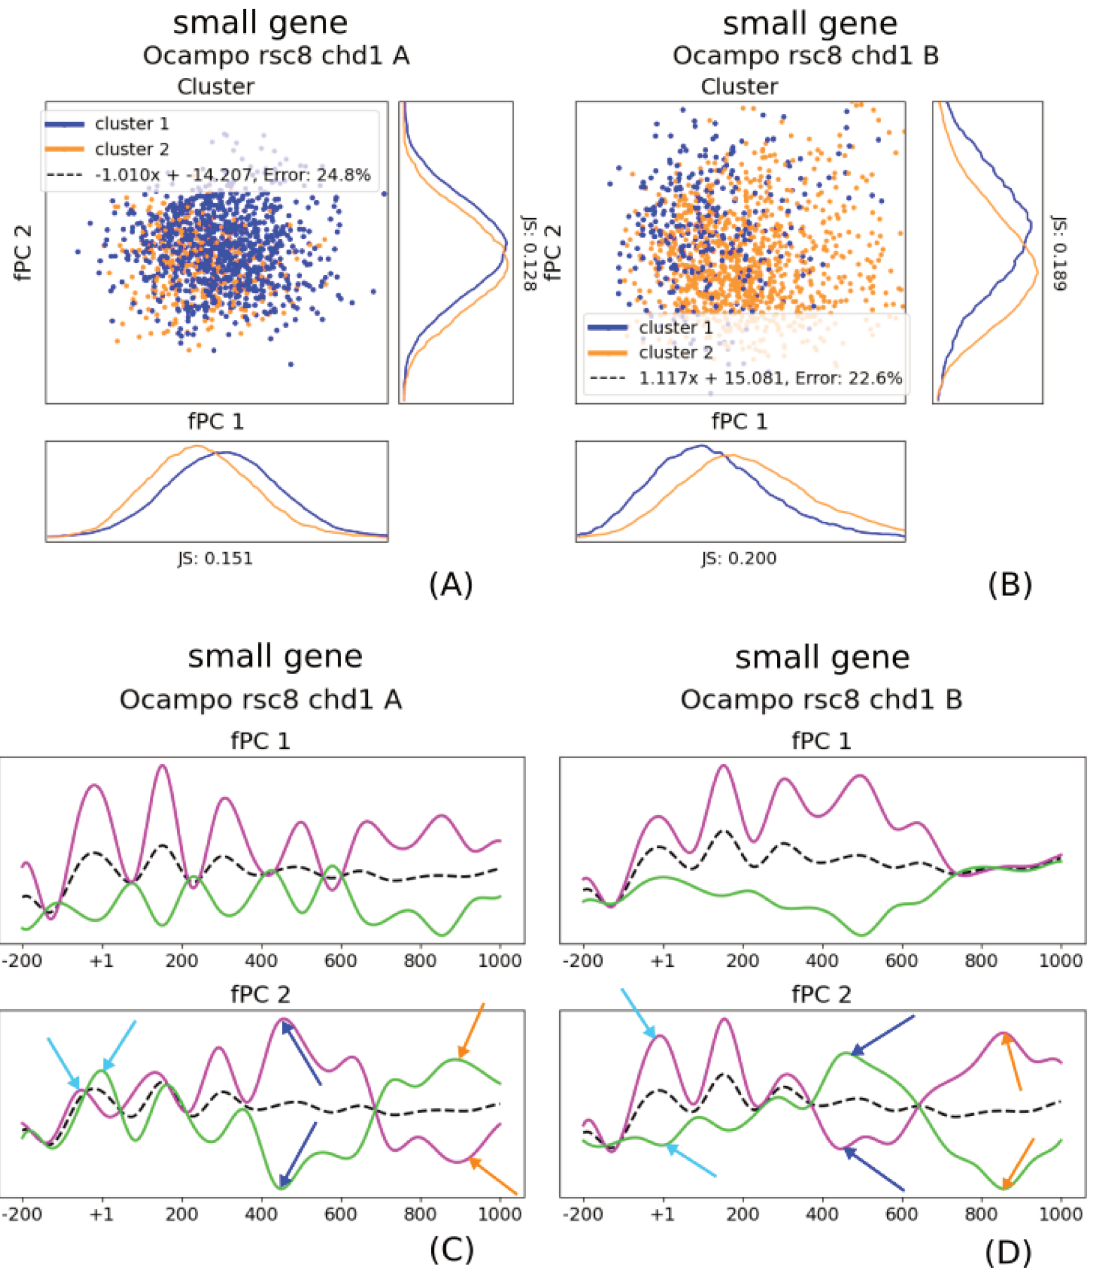 small gene
Ocampo rsc8 chd1 A
Cluster
cluster 1
cluster 2
-1.010x + -14.207, Error: 24.8%
fPC 2
JS: 0.128
fPC 1
JS: 0.151
(A)
small gene
Ocampo rsc8 chd1 B
Cluster
cluster 1
cluster 2
1.117x + 15.081, Error: 22.6%
fPC 2
JS: 0.189
fPC 1
JS: 0.200
(B)
small gene
Ocampo rsc8 chd1 A
fPC 1
-200 +1 200 400 600 800 1000
fPC 2
-200 +1 200 400 600 800 1000
(C)
small gene
Ocampo rsc8 chd1 B
fPC 1
-200 +1 200 400 600 800 1000
fPC 2
-200 +1 200 400 600 800 1000
(D)